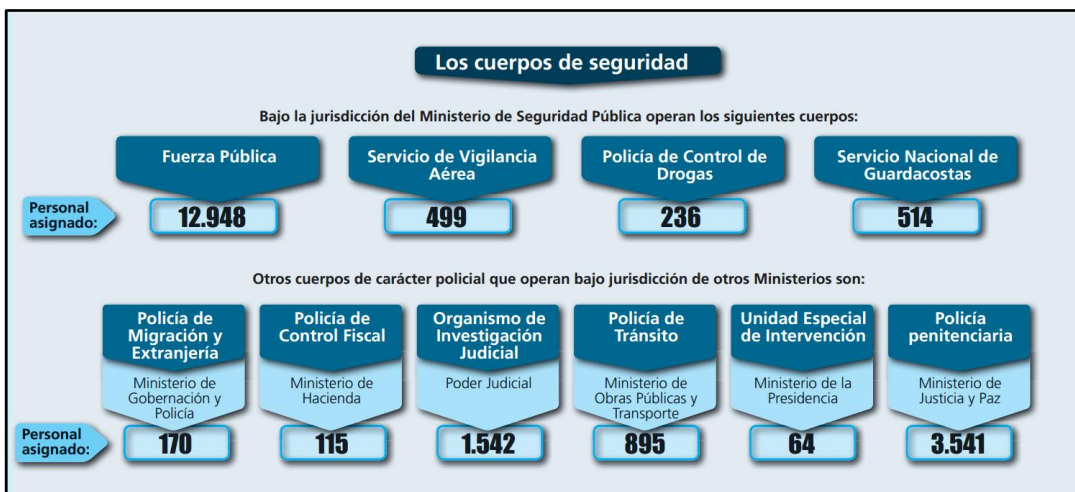 Los cuerpos de seguridad
Bajo la jurisdicción del Ministerio de Seguridad Pública operan los siguientes cuerpos:
Fuerza Pública
Servicio de Vigilancia
Aérea
Policía de Control de
Drogas
Servicio Nacional de
Guardacostas
Personal
asignado:
12.948
499
236
514
Otros cuerpos de carácter policial que operan bajo jurisdicción de otros Ministerios son:
Policía de
Migración y
Extranjería
Ministerio de
Gobernación y
Policía
Policía de
Control Fiscal
Ministerio de
Hacienda
Organismo de
Investigación
Judicial
Poder Judicial
Policía de
Tránsito
Ministerio de
Obras Públicas y
Transporte
Unidad Especial
de Intervención
Ministerio de la
Presidencia
Policía
penitenciaria
Ministerio de
Justicia y Paz
Personal
asignado:
170
115
1.542
895
64
3.541